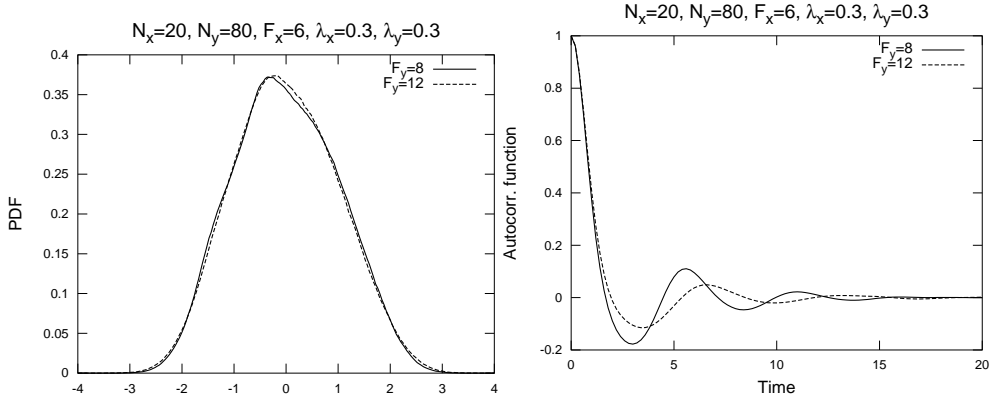 N_x=20, N_y=80, F_x=6, λ_x=0.3, λ_y=0.3
0.4
0.35
0.3
0.25
0.2
0.15
0.1
0.05
0
PDF
F_y=8
F_y=12
-4 -3 -2 -1 0 1 2 3 4
N_x=20, N_y=80, F_x=6, λ_x=0.3, λ_y=0.3
1
0.8
0.6
0.4
0.2
0
-0.2
Autocorr. function
F_y=8
F_y=12
0 5 10 15 20
Time